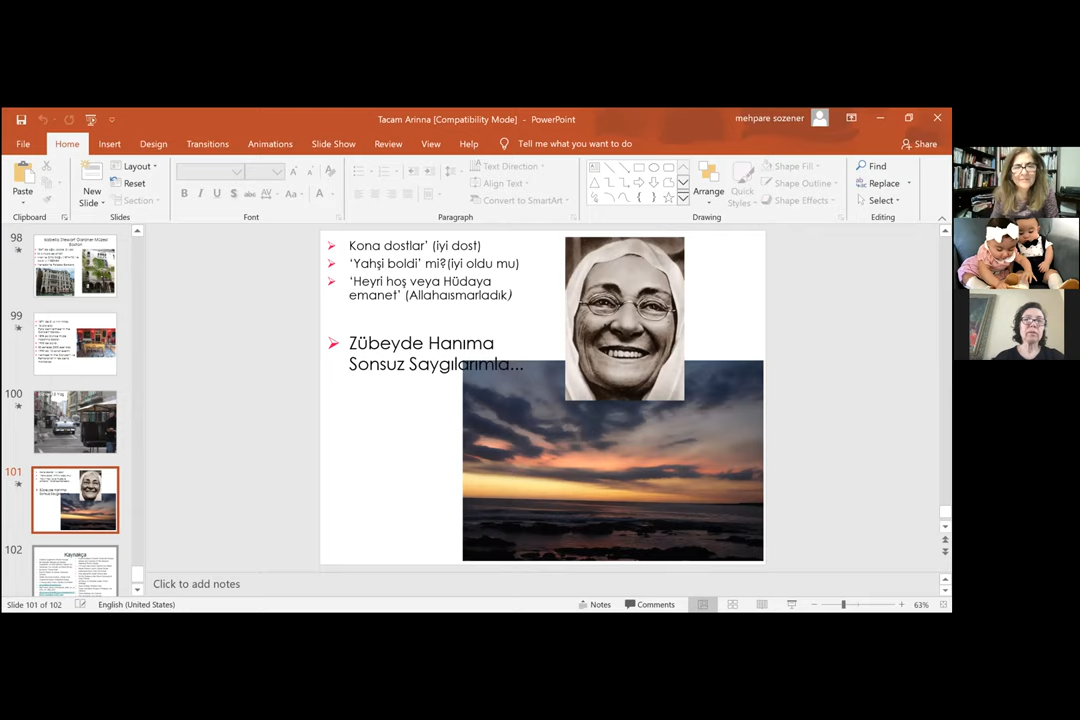 Tacam Arinna [Compatibility Mode] - PowerPoint
mehpare sozener
File Home Insert Design Transitions Animations Slide Show Review View Help Tell me what you want to do
Share
Paste
Clipboard
New
Slide
Layout
Reset
Section
Slides
B I U S abc AV Aa A
Font
Text Direction
Align Text
Convert to SmartArt
Paragraph
Arrange
Quick
Styles
Shape Fill
Shape Outline
Shape Effects
Drawing
Find
Replace
Select
Editing
98
99
100
101
102
Kaynakça
Kona dostlar’ (iyi dost)
‘Yahşi boldi’ mi?(iyi oldu mu)
‘Heyri hoş veya Hüdaya
emanet’ (Allahaısmarladık)
Zübeyde Hanıma
Sonsuz Saygılarımla...
Click to add notes
Slide 101 of 102
English (United States)
Notes
Comments
63%